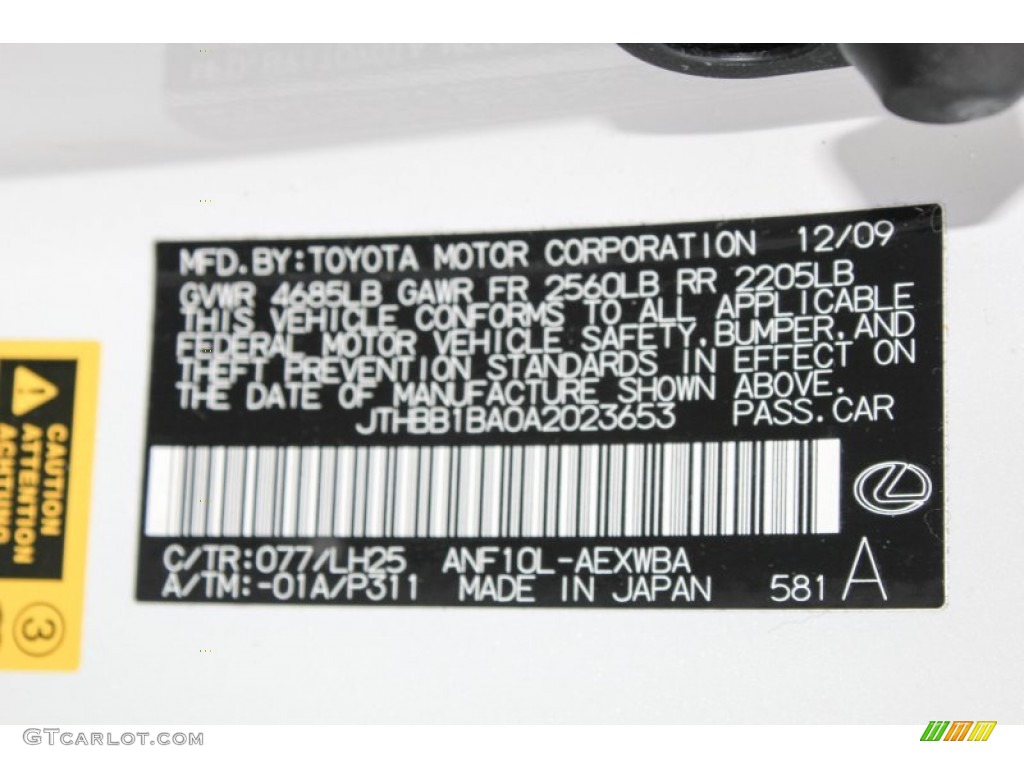 MFD.BY:TOYOTA MOTOR CORPORATION 12/09
GVWR 4685LB GAWR FR 2560LB RR 2205LB
THIS VEHICLE CONFORMS TO ALL APPLICABLE
FEDERAL MOTOR VEHICLE SAFETY,BUMPER,AND
THEFT PREVENTION STANDARDS IN EFFECT ON
THE DATE OF MANUFACTURE SHOWN ABOVE.
JTHBB1BA0A2023653 PASS.CAR
C/TR:077/LH25 ANF10L-AEXWBA
A/TM:-01A/P311 MADE IN JAPAN 581 A
CAUTION
ATTENTION
ACHTUNG
3
GTCARLOT.COM